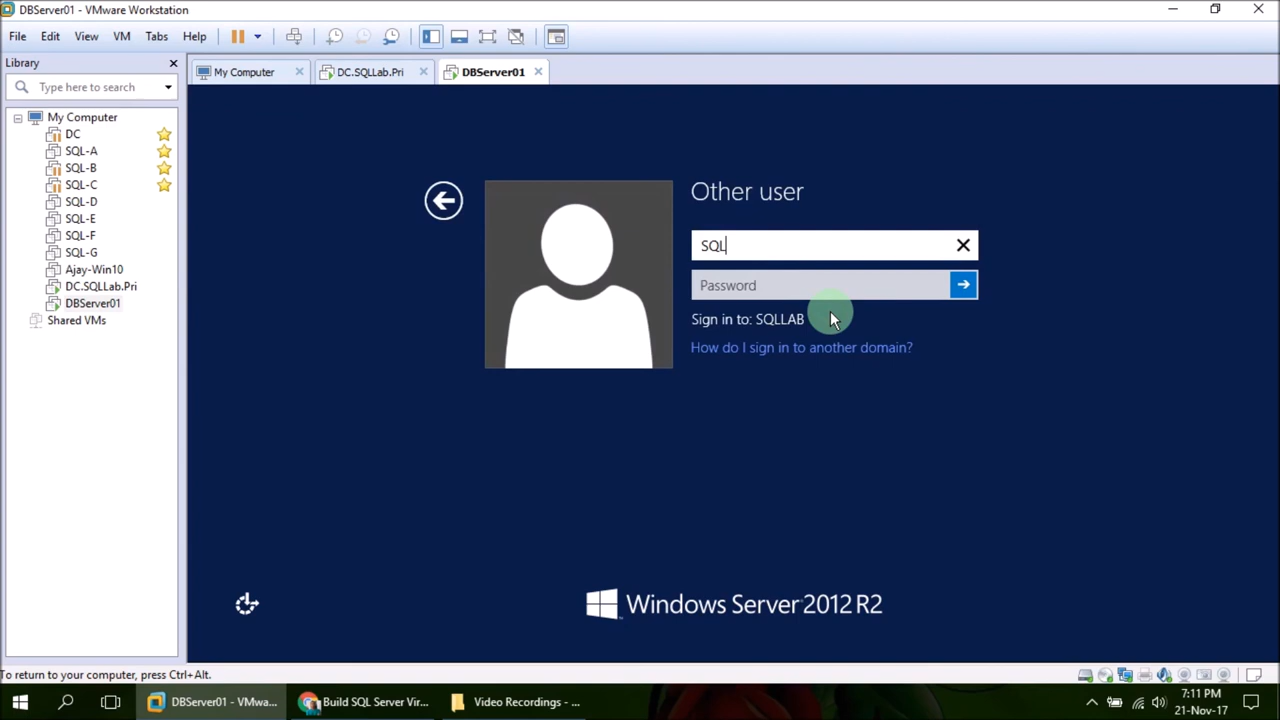 DBServer01 - VMware Workstation
File Edit View VM Tabs Help
Library
Type here to search
My Computer
DC
SQL-A
SQL-B
SQL-C
SQL-D
SQL-E
SQL-F
SQL-G
Ajay-Win10
DC.SQLLab.Pri
DBServer01
Shared VMs
My Computer DC.SQLLab.Pri DBServer01
Other user
SQL
Password
Sign in to: SQLLAB
How do I sign in to another domain?
Windows Server 2012 R2
To return to your computer, press Ctrl+Alt.
DBServer01 - VMwa... Build SQL Server Vir... Video Recordings - ...
7:11 PM
21-Nov-17